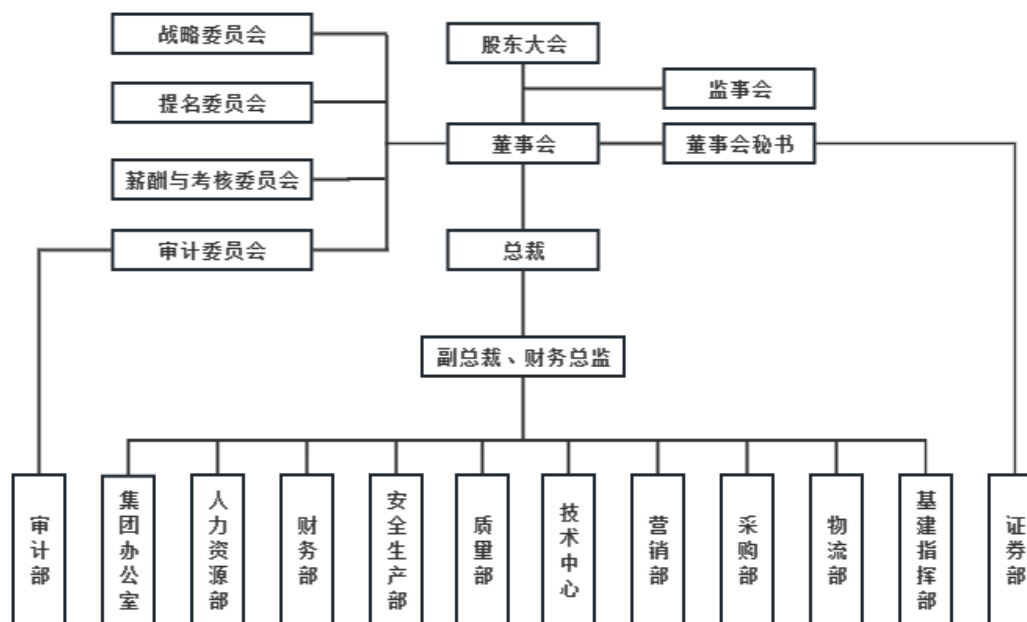 战略委员会
股东大会
提名委员会
监事会
董事会
董事会秘书
薪酬与考核委员会
审计委员会
总裁
副总裁、财务总监
审计部
集团办公室
人力资源部
财务部
安全生产部
质量部
技术中心
营销部
采购部
物流部
基建指挥部
证券部